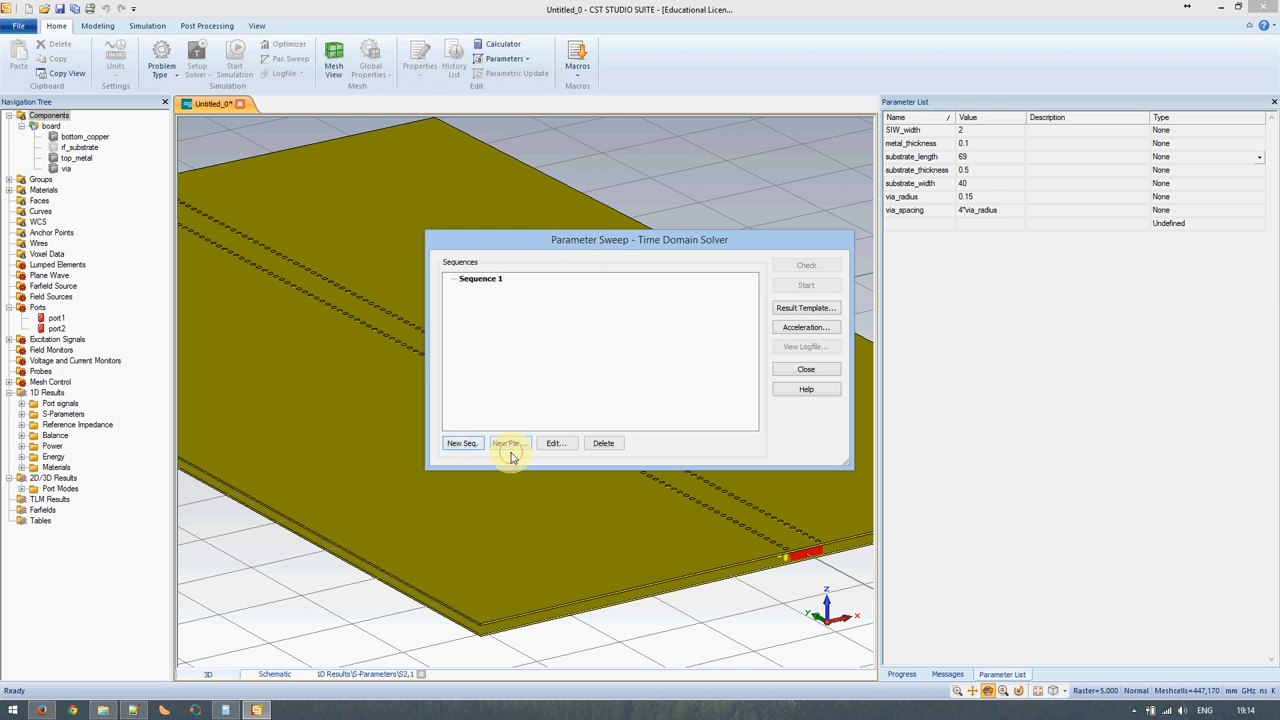 Untitled_0* - CST STUDIO SUITE - [Educational Licen...
File
Home
Modeling
Simulation
Post Processing
View
Paste
Delete
Copy
Copy View
Clipboard
Units
Settings
Problem Type
Setup Solver
Start Simulation
Optimizer
Par. Sweep
Logfile
Simulation
Mesh View
Global Properties
Mesh
Properties
History List
Calculator
Parameters
Parametric Update
Edit
Macros
Macros
Navigation Tree
Untitled_0*
Components
board
bottom_copper
rf_substrate
top_metal
via
Groups
Materials
Faces
Curves
WCS
Anchor Points
Wires
Voxel Data
Lumped Elements
Plane Wave
Farfield Source
Field Sources
Ports
port1
port2
Excitation Signals
Field Monitors
Voltage and Current Monitors
Probes
Mesh Control
1D Results
Port signals
S-Parameters
Reference Impedance
Balance
Power
Energy
Materials
2D/3D Results
Port Modes
TLM Results
Farfields
Tables
Parameter Sweep - Time Domain Solver
Sequences
Sequence 1
Check
Start
Result Template...
Acceleration...
View Logfile...
Close
Help
New Seq.
New Par...
Edit...
Delete
Z
Y
X
3D
Schematic
1D Results\S-Parameters\S2,1
Parameter List
Name Value Description Type
SIW_width 2 None
metal_thickness 0.1 None
substrate_length 69 None
substrate_thickness 0.5 None
substrate_width 40 None
via_radius 0.15 None
via_spacing 4*via_radius None
Undefined
Progress
Messages
Parameter List
Ready
Raster=5.000 Normal Meshcells=447,170 mm GHz ns K
ENG
19:14